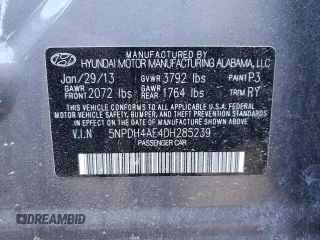 MANUFACTURED BY
HYUNDAI MOTOR MANUFACTURING ALABAMA, LLC
Jan/29/13 GVWR 3792 lbs PAINT P3
GAWR FRONT 2072 lbs GAWR REAR 1764 lbs TRIM RY
THIS VEHICLE CONFORMS TO ALL APPLICABLE
U.S. FEDERAL MOTOR VEHICLE SAFETY, BUMPER, AND THEFT
PREVENTION STANDARDS IN EFFECT ON THE DATE OF
MANUFACTURE SHOWN ABOVE.
V.I.N 5NPDH4AE4DH285239
PASSENGER CAR
DREAMBID